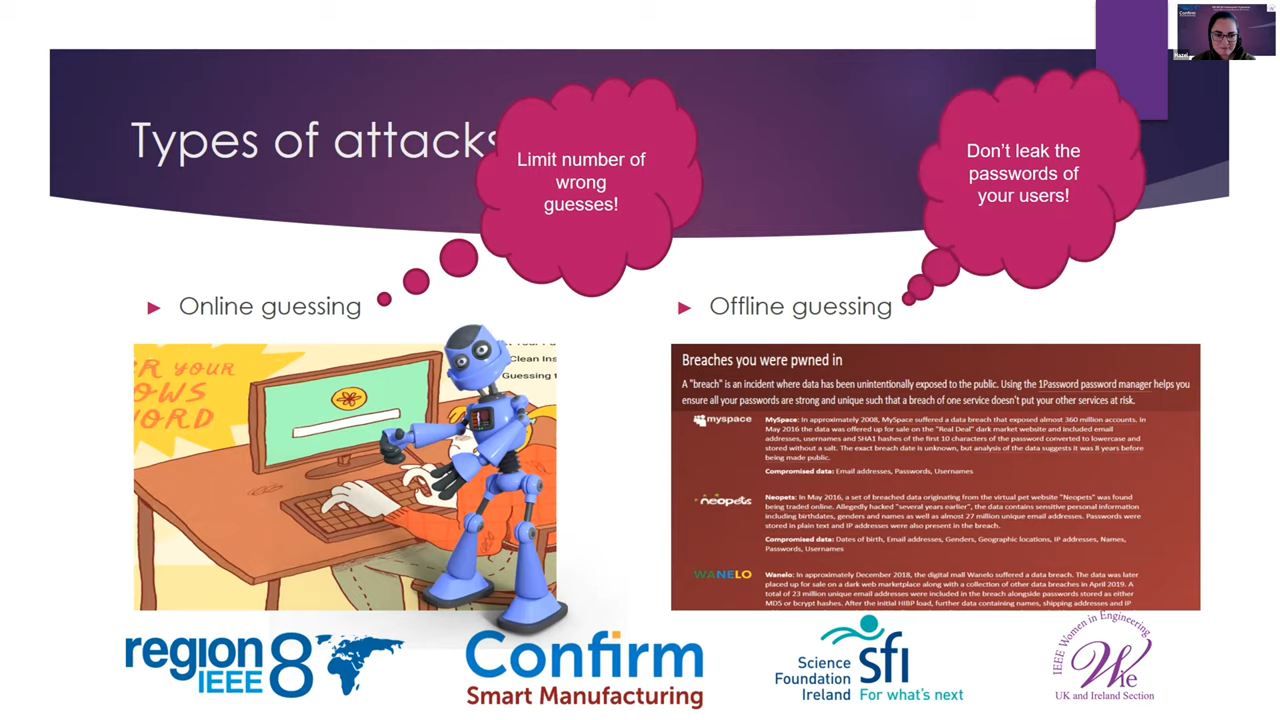 Types of attacks
Limit number of
wrong
guesses!
Don't leak the
passwords of
your users!
► Online guessing
► Offline guessing
R YOUR
OWS
ORD
Clean Ins
Guessing
Breaches you were pwned in
A "breach" is an incident where data has been unintentionally exposed to the public. Using the 1Password password manager helps you
ensure all your passwords are strong and unique such that a breach of one service doesn't put your other services at risk.
myspace
MySpace: In approximately 2008, MySpace suffered a data breach that exposed almost 360 million accounts. In
May 2016 the data was offered up for sale on the "Real Deal" dark market website and included email
addresses, usernames and SHA1 hashes of the first 10 characters of the password converted to lowercase and
stored without a salt. The exact breach date is unknown, but analysis of the data suggests it was 8 years before
being made public.
Compromised data: Email addresses, Passwords, Usernames
neopets
Neopets: In May 2016, a set of breached data originating from the virtual pet website "Neopets" was found
being traded online. Allegedly hacked "several years earlier", the data contains sensitive personal information
including birthdates, genders and names as well as almost 27 million unique email addresses. Passwords were
stored in plain text and IP addresses were also present in the breach.
Compromised data: Dates of birth, Email addresses, Genders, Geographic locations, IP addresses, Names,
Passwords, Usernames
WANELO
Wanelo: In approximately December 2018, the digital mall Wanelo suffered a data breach. The data was later
placed up for sale on a dark web marketplace along with a collection of other data breaches in April 2019. A
total of 23 million unique email addresses were included in the breach alongside passwords stored as either
MD5 or bcrypt hashes. After the initial HIBP load, further data containing names, shipping addresses and IP
region 8
IEEE
Confirm
Smart Manufacturing
Science
Foundation
Ireland
sfi
For what's next
IEEE Women in Engineering
WIE
UK and Ireland Section
Confirm
Hazel